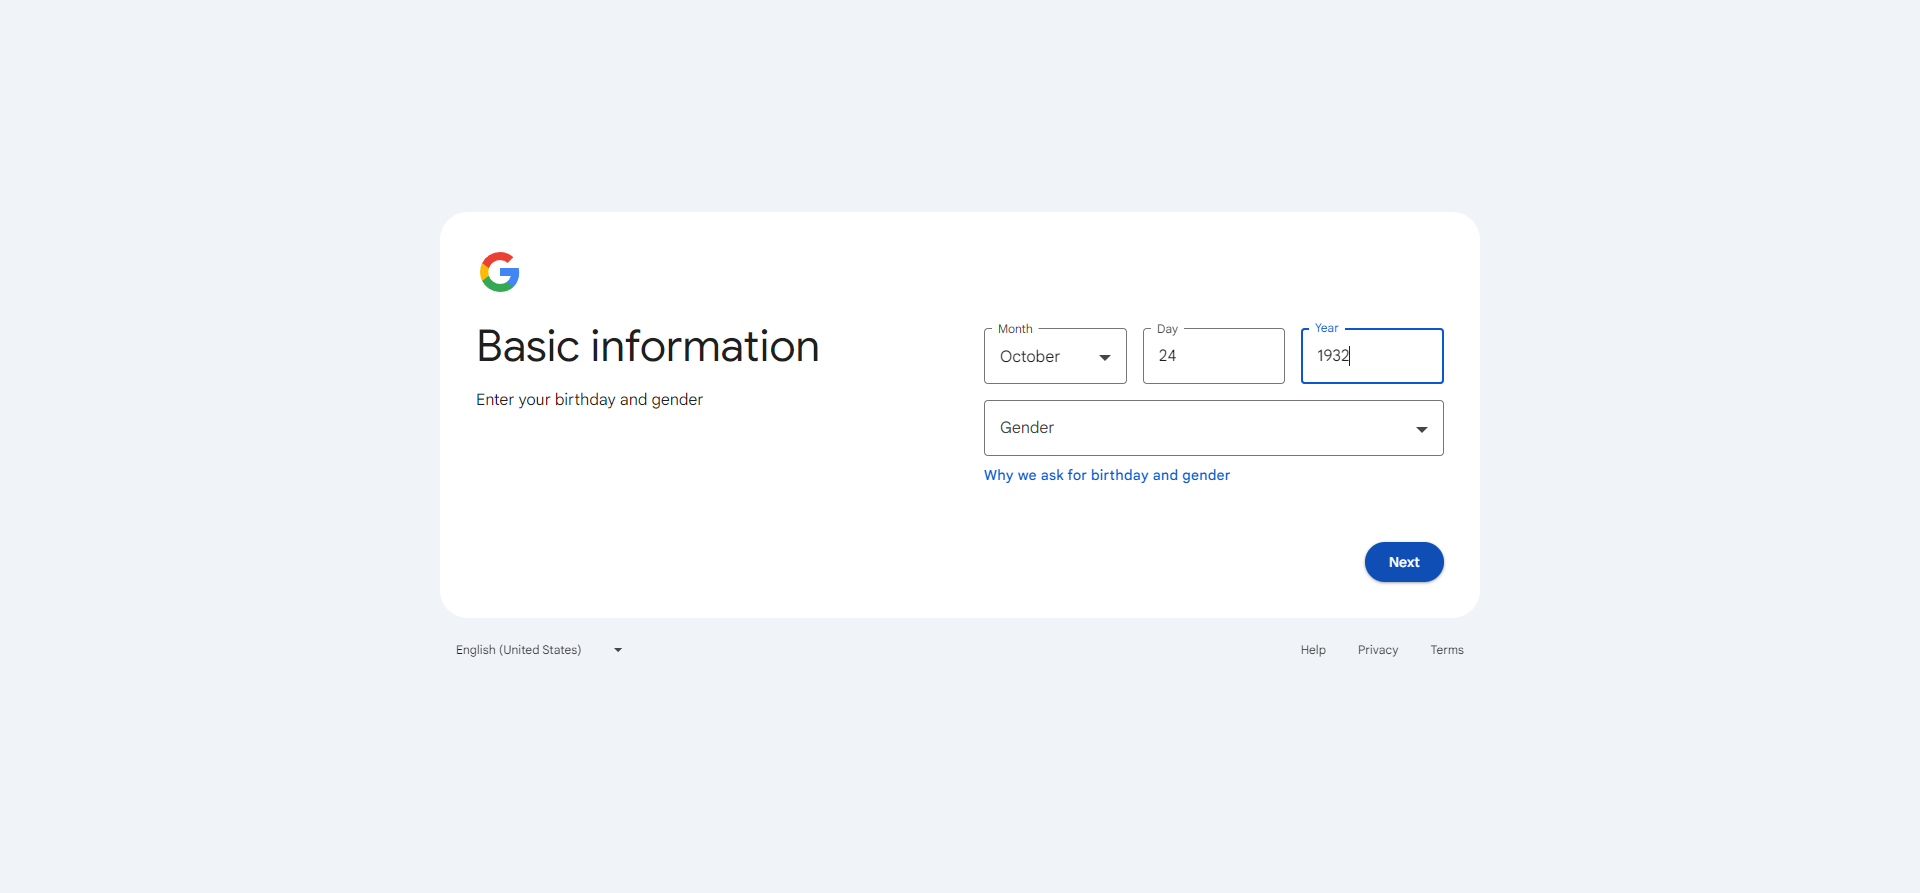 Basic information
Enter your birthday and gender
Month
October
Day
24
Year
1932
Gender
Why we ask for birthday and gender
Next
English (United States)
Help
Privacy
Terms